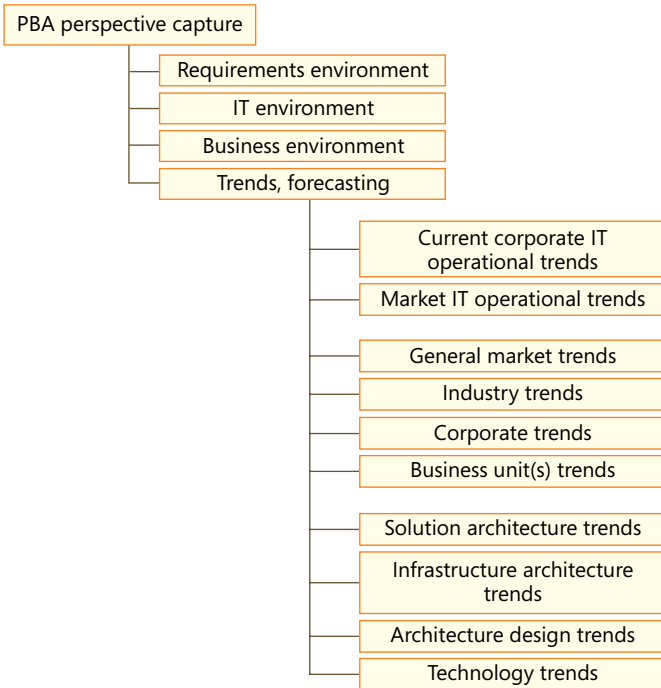 PBA perspective capture
Requirements environment
IT environment
Business environment
Trends, forecasting
Current corporate IT
operational trends
Market IT operational trends
General market trends
Industry trends
Corporate trends
Business unit(s) trends
Solution architecture trends
Infrastructure architecture
trends
Architecture design trends
Technology trends